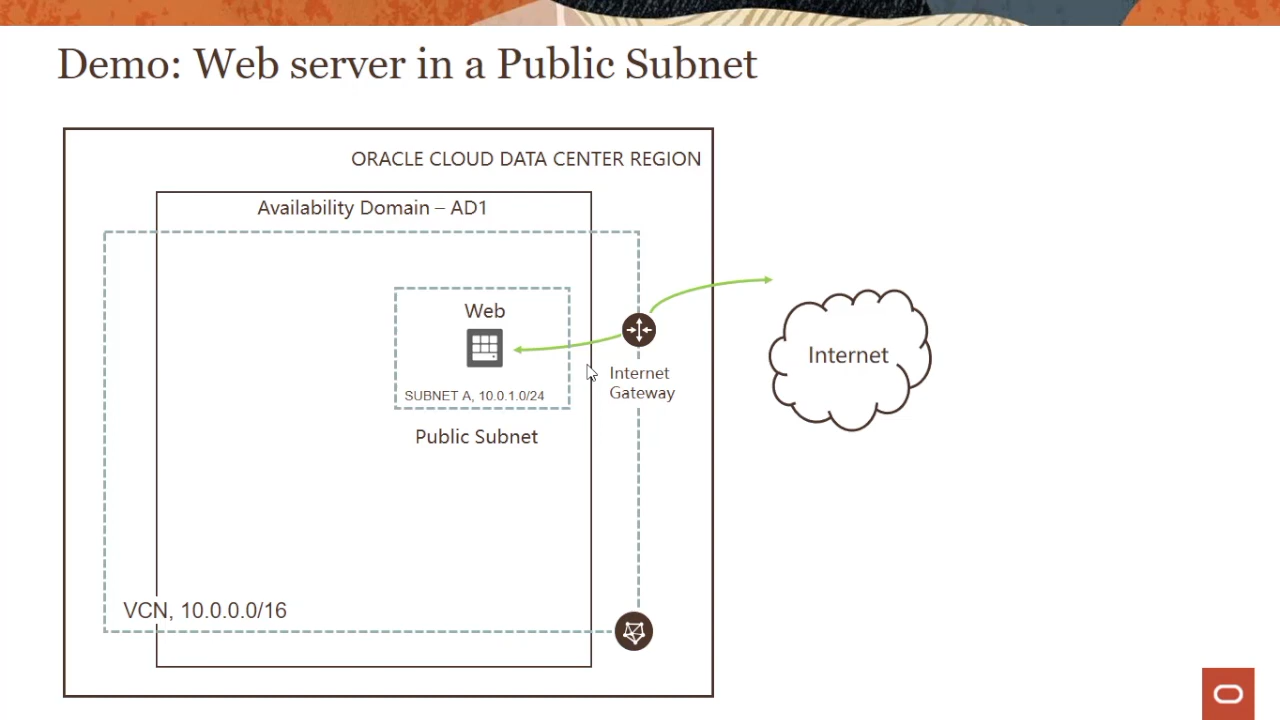 Demo: Web server in a Public Subnet
ORACLE CLOUD DATA CENTER REGION
Availability Domain – AD1
Web
SUBNET A, 10.0.1.0/24
Public Subnet
Internet
Gateway
Internet
VCN, 10.0.0.0/16